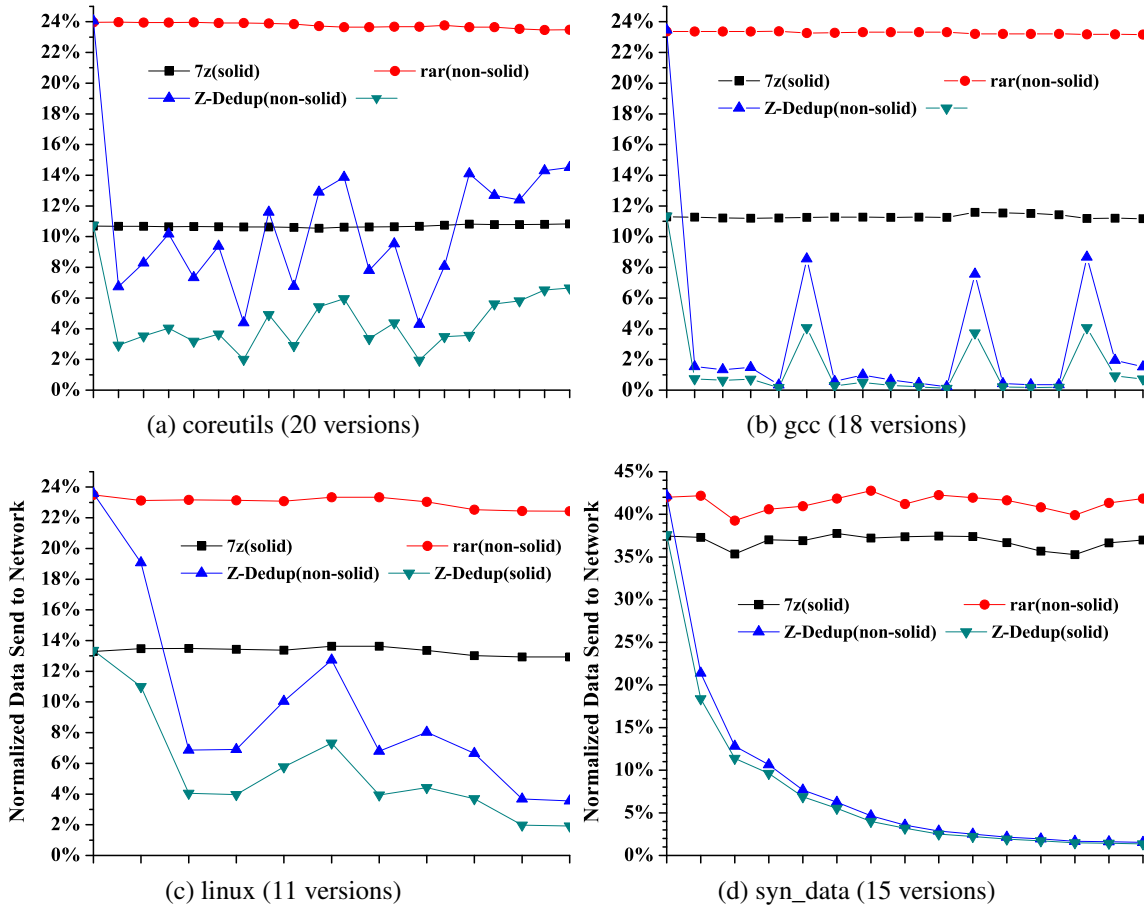 24%
22%
20%
18%
16%
14%
12%
10%
8%
6%
4%
2%
0%
7z(solid)
rar(non-solid)
Z-Dedup(non-solid)
(a) coreutils (20 versions)
24%
22%
20%
18%
16%
14%
12%
10%
8%
6%
4%
2%
0%
7z(solid)
rar(non-solid)
Z-Dedup(non-solid)
(b) gcc (18 versions)
Normalized Data Send to Network
24%
22%
20%
18%
16%
14%
12%
10%
8%
6%
4%
2%
0%
7z(solid)
rar(non-solid)
Z-Dedup(non-solid)
Z-Dedup(solid)
(c) linux (11 versions)
Normalized Data Send to Network
45%
40%
35%
30%
25%
20%
15%
10%
5%
0%
7z(solid)
rar(non-solid)
Z-Dedup(non-solid)
Z-Dedup(solid)
(d) syn_data (15 versions)